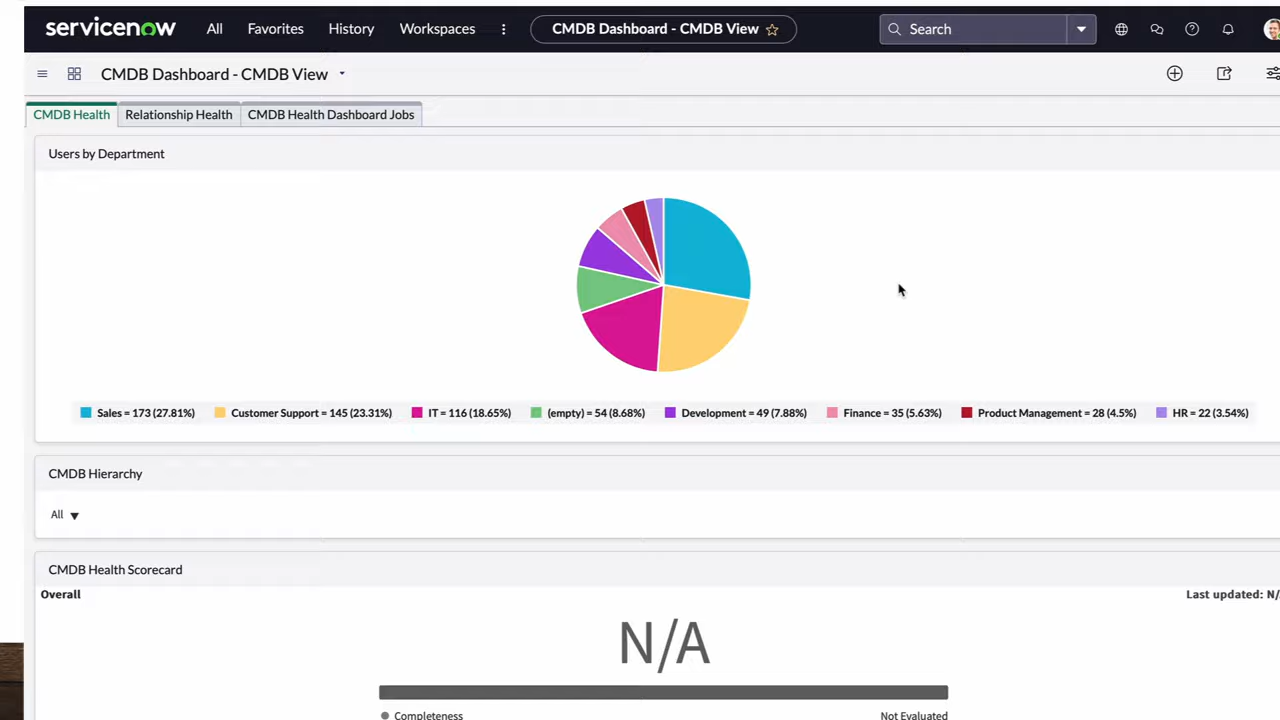 servicenow All Favorites History Workspaces CMDB Dashboard - CMDB View Search
CMDB Dashboard - CMDB View
CMDB Health Relationship Health CMDB Health Dashboard Jobs
Users by Department
Sales = 173 (27.81%) Customer Support = 145 (23.31%) IT = 116 (18.65%) (empty) = 54 (8.68%) Development = 49 (7.88%) Finance = 35 (5.63%) Product Management = 28 (4.5%) HR = 22 (3.54%)
CMDB Hierarchy
All
CMDB Health Scorecard
Overall Last updated: N/
N/A
Completeness Not Evaluated